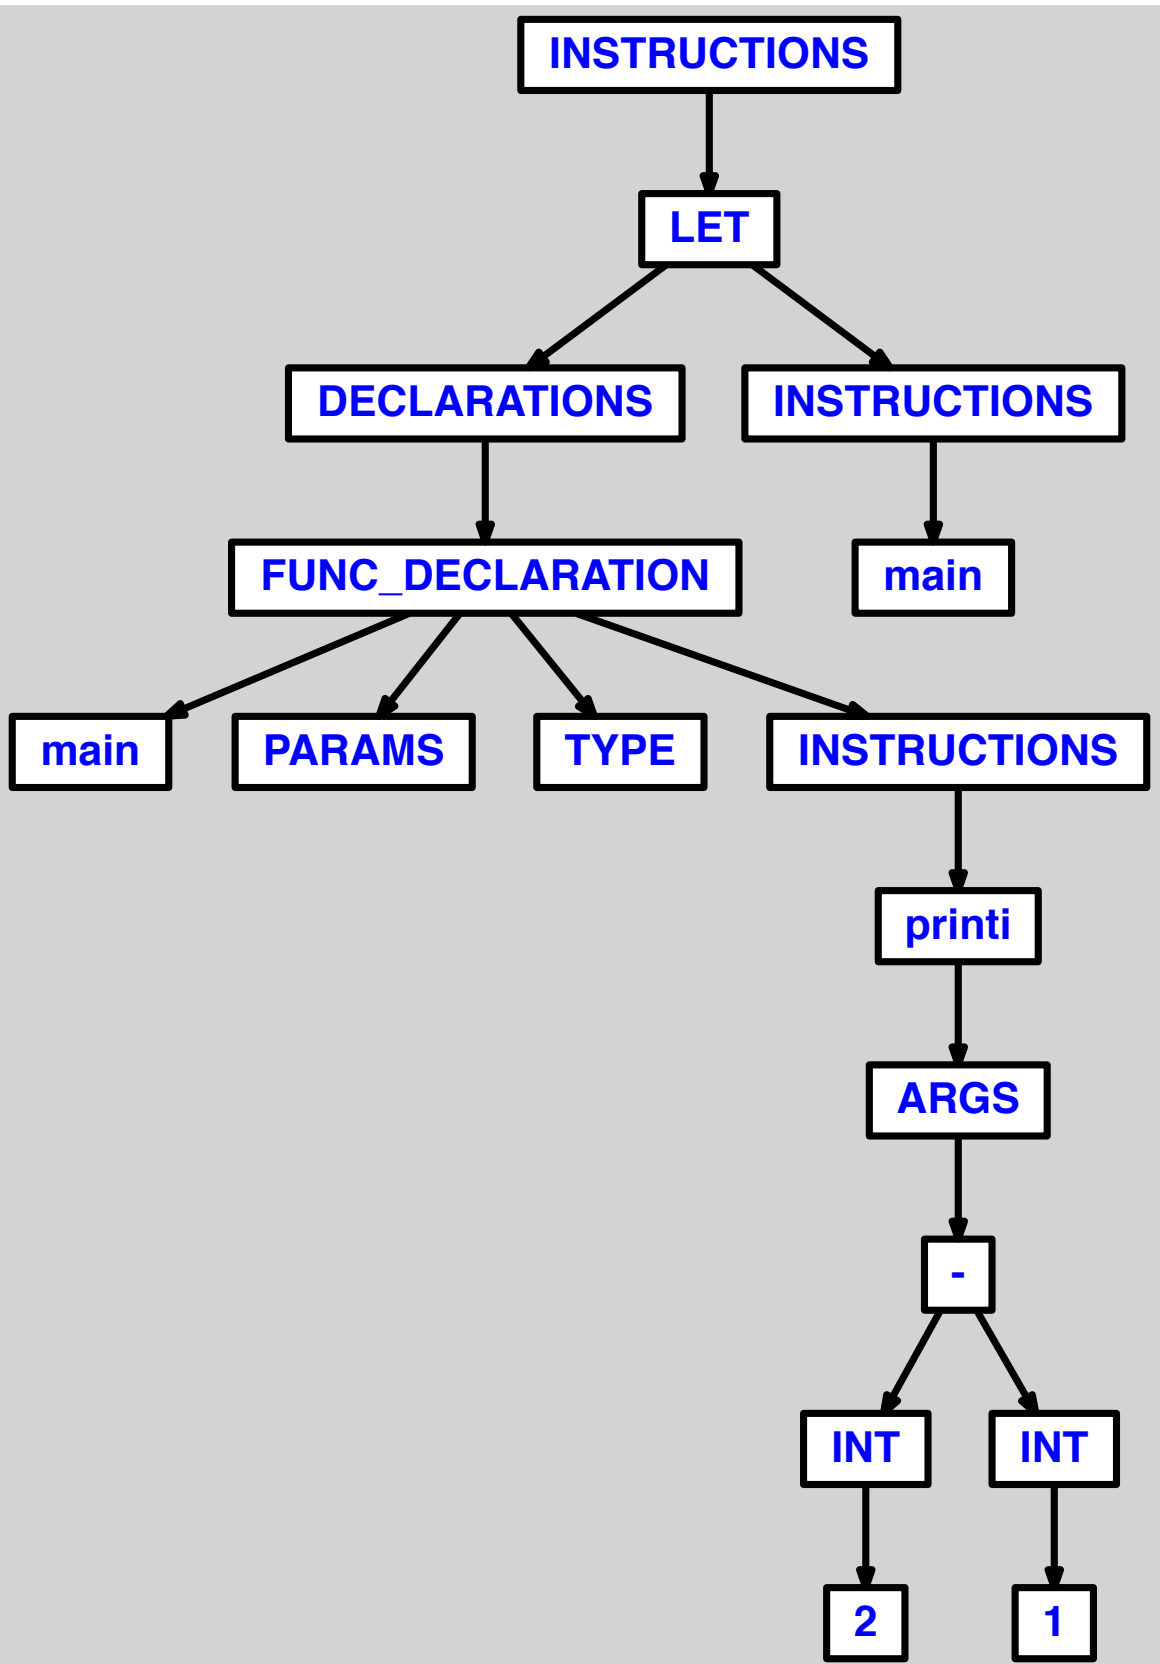 INSTRUCTIONS
LET
DECLARATIONS
INSTRUCTIONS
FUNC_DECLARATION
main
main
PARAMS
TYPE
INSTRUCTIONS
printi
ARGS
-
INT
INT
2
1